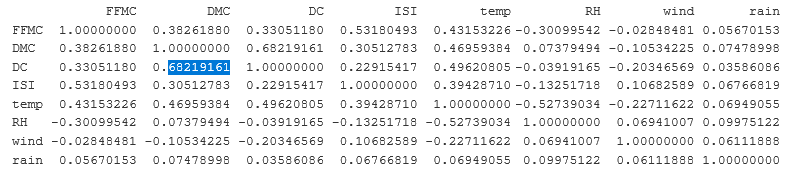 FFMC DMC DC ISI temp RH wind rain
FFMC 1.00000000 0.38261880 0.33051180 0.53180493 0.43153226 -0.30099542 -0.02848481 0.05670153
DMC 0.38261880 1.00000000 0.68219161 0.30512783 0.46959384 0.07379494 -0.10534225 0.07478998
DC 0.33051180 0.68219161 1.00000000 0.22915417 0.49620805 -0.03919165 -0.20346569 0.03586086
ISI 0.53180493 0.30512783 0.22915417 1.00000000 0.39428710 -0.13251718 0.10682589 0.06766819
temp 0.43153226 0.46959384 0.49620805 0.39428710 1.00000000 -0.52739034 -0.22711622 0.06949055
RH -0.30099542 0.07379494 -0.03919165 -0.13251718 -0.52739034 1.00000000 0.06941007 0.09975122
wind -0.02848481 -0.10534225 -0.20346569 0.10682589 -0.22711622 0.06941007 1.00000000 0.06111888
rain 0.05670153 0.07478998 0.03586086 0.06766819 0.06949055 0.09975122 0.06111888 1.00000000